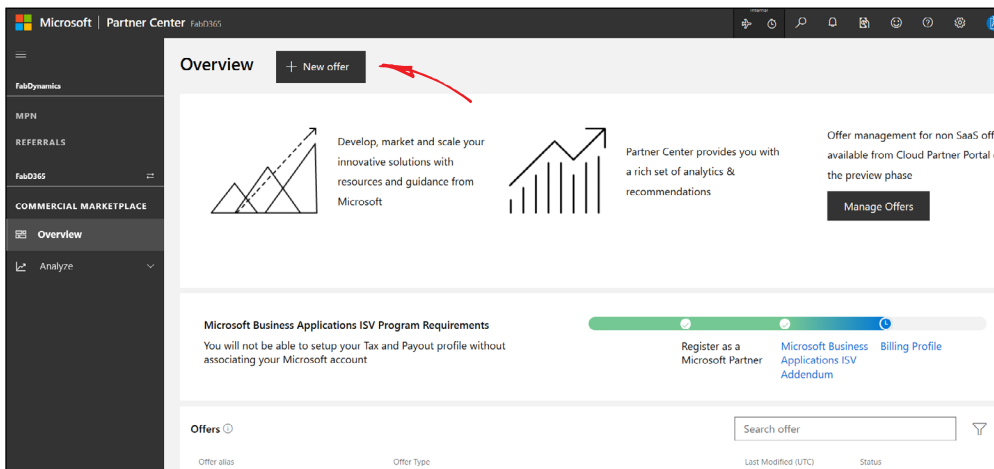 Microsoft | Partner Center FabD365
Internal
FabDynamics
MPN
REFERRALS
FabD365
COMMERCIAL MARKETPLACE
Overview
Analyze
Overview
+ New offer
Develop, market and scale your
innovative solutions with
resources and guidance from
Microsoft
Partner Center provides you with
a rich set of analytics &
recommendations
Offer management for non SaaS off
available from Cloud Partner Portal
the preview phase
Manage Offers
Microsoft Business Applications ISV Program Requirements
You will not be able to setup your Tax and Payout profile without
associating your Microsoft account
Register as a
Microsoft Partner
Microsoft Business
Applications ISV
Addendum
Billing Profile
Offers
Search offer
Offer alias
Offer Type
Last Modified (UTC)
Status